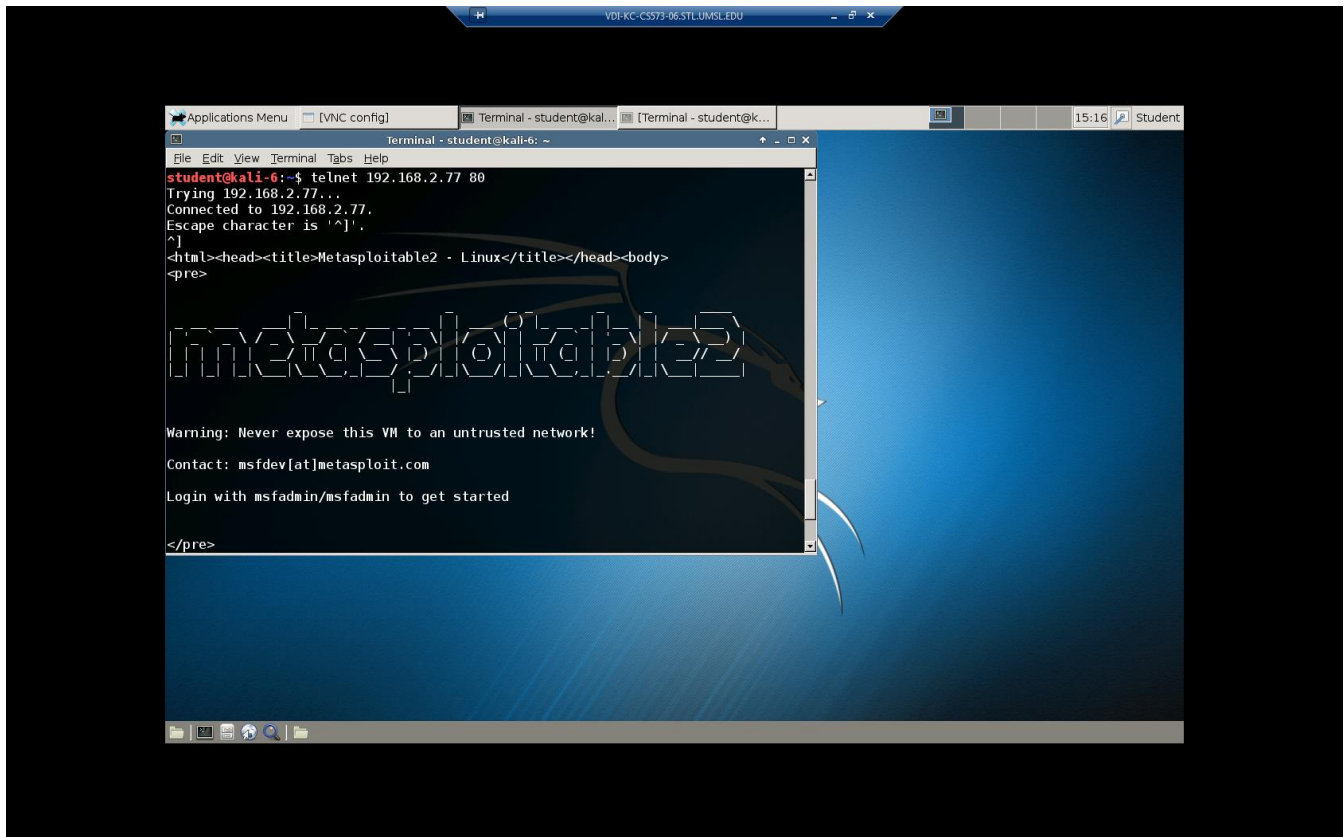 VDI-KC-CS573-06.STL.UMSL.EDU
Applications Menu [VNC config] Terminal - student@kal... [Terminal - student@k... 15:16 Student
Terminal - student@kali-6: ~
File Edit View Terminal Tabs Help
student@kali-6:~$ telnet 192.168.2.77 80
Trying 192.168.2.77...
Connected to 192.168.2.77.
Escape character is '^]'.
^]
<html><head><title>Metasploitable2 - Linux</title></head><body>
<pre>
metasploitable2
Warning: Never expose this VM to an untrusted network!
Contact: msfdev[at]metasploit.com
Login with msfadmin/msfadmin to get started
</pre>